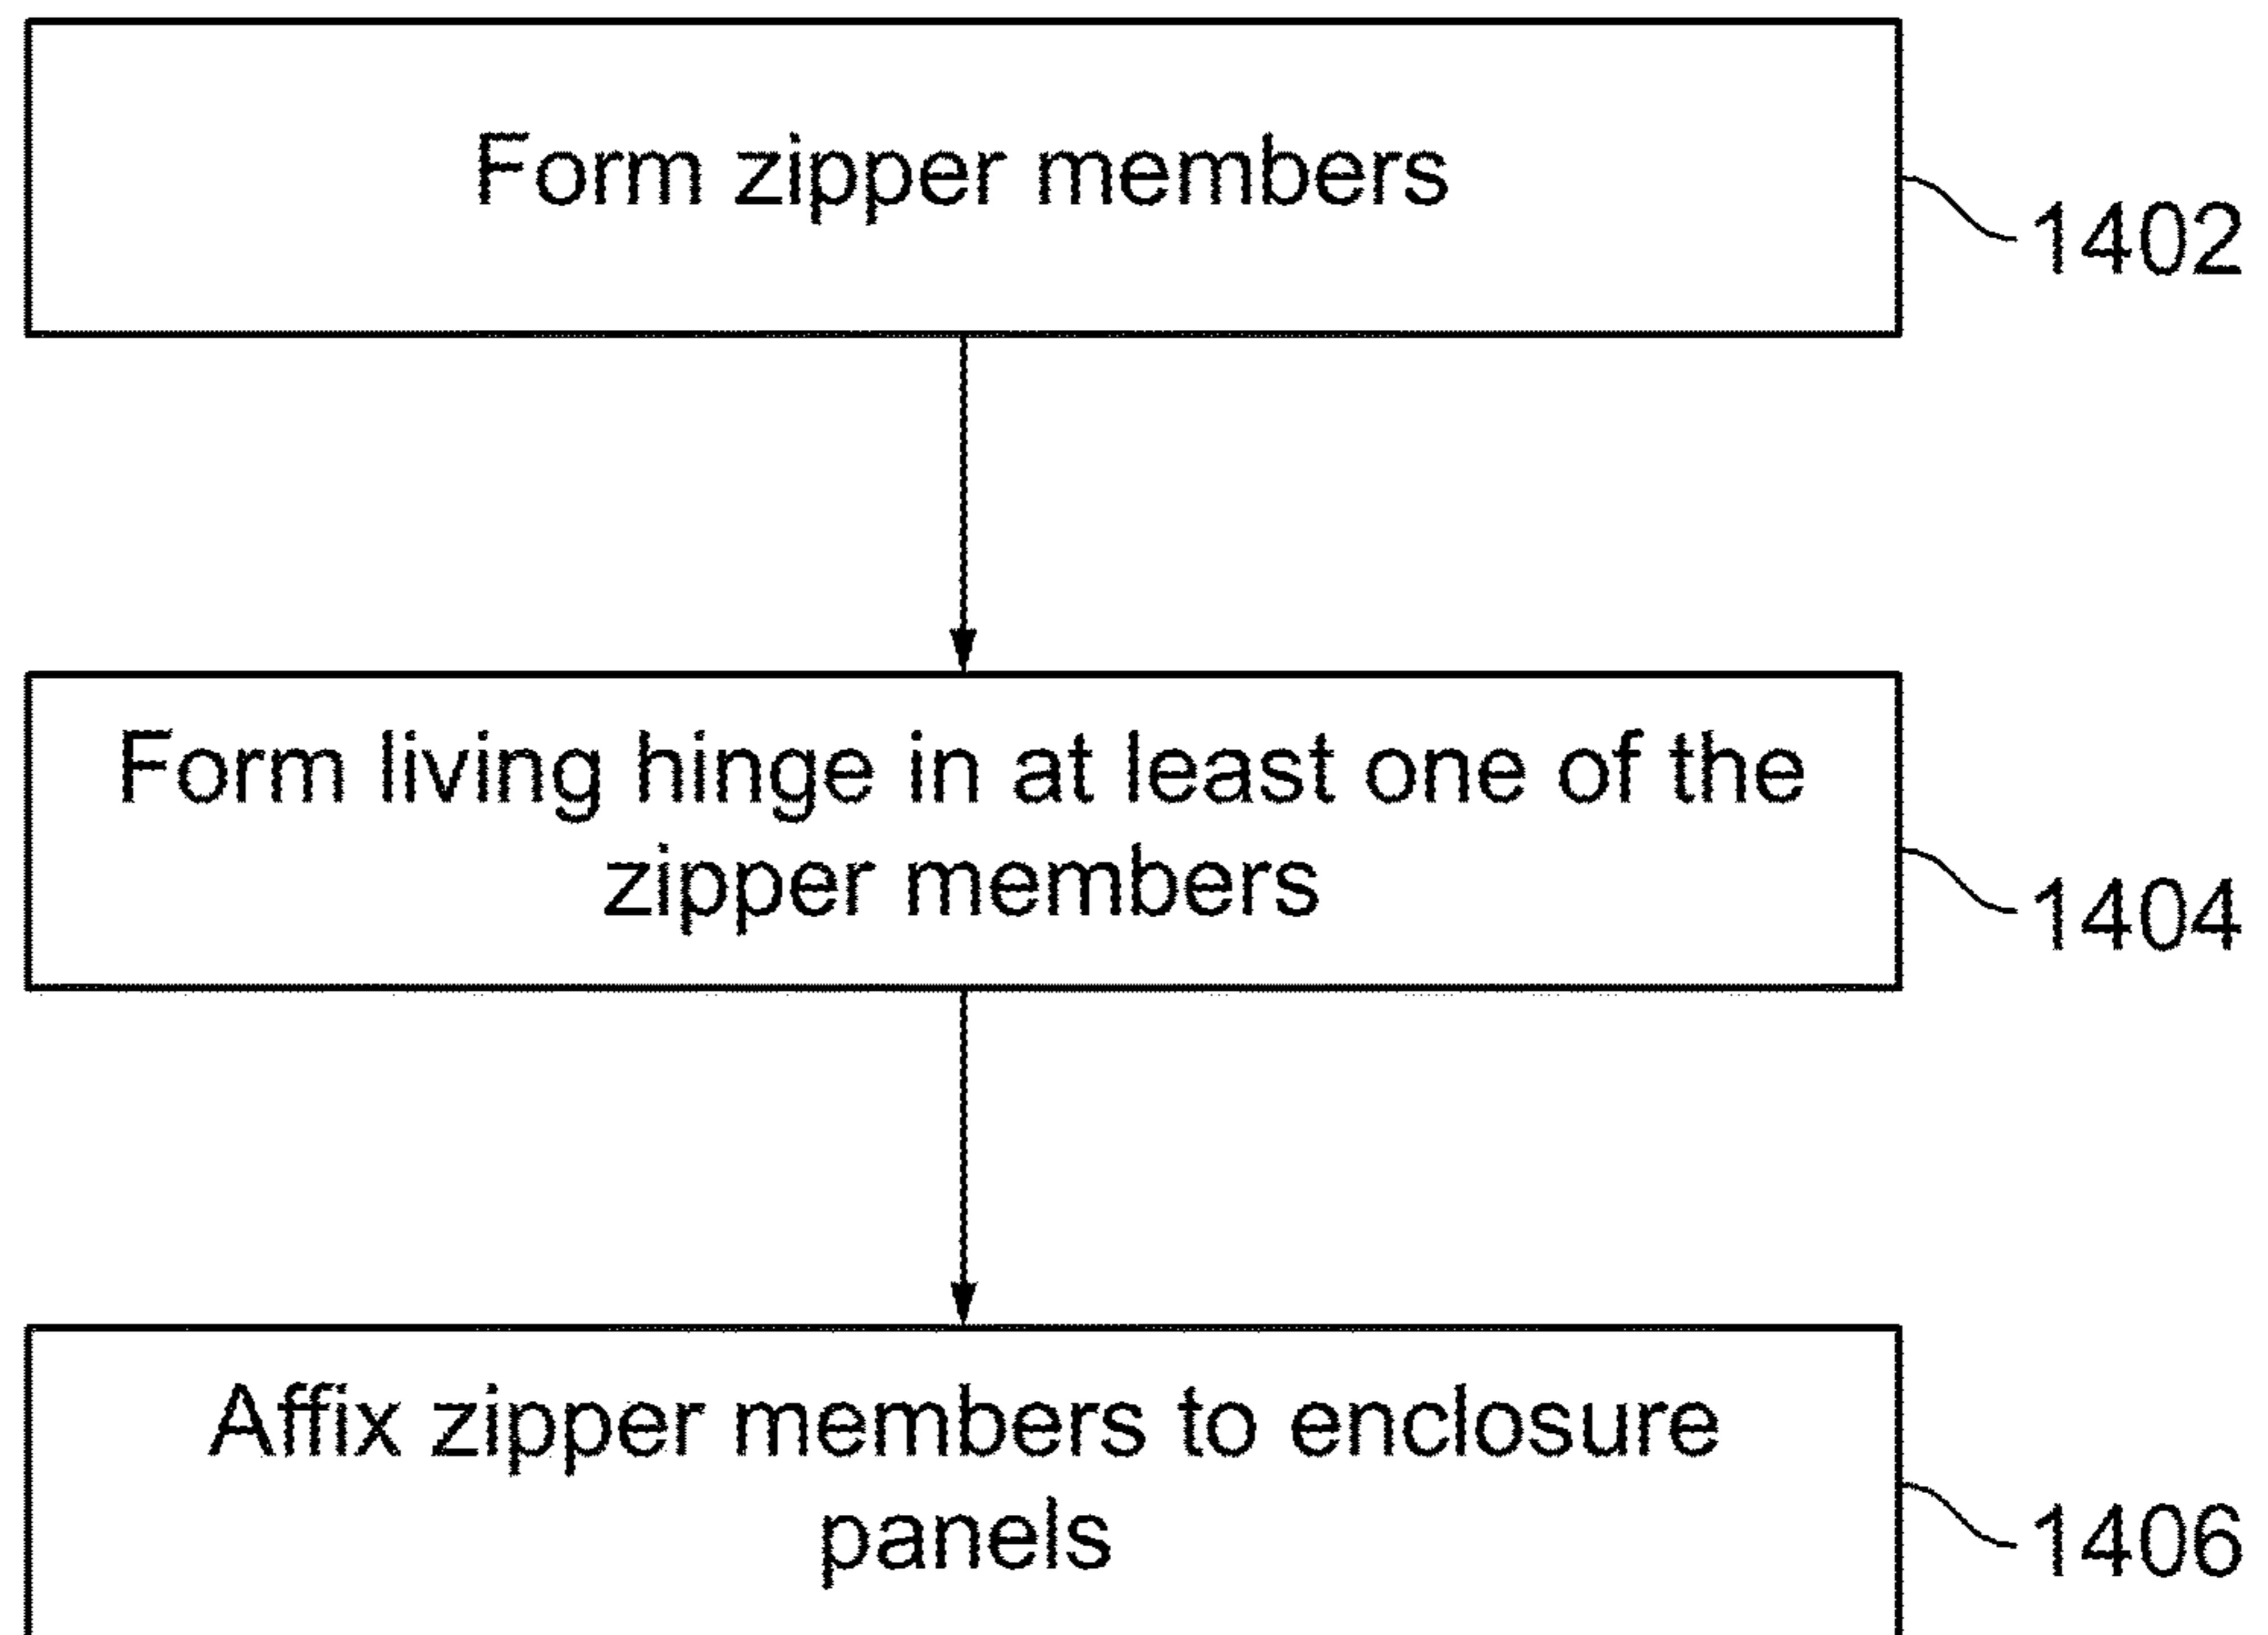 Form zipper members
1402
Form living hinge in at least one of the
zipper members
1404
Affix zipper members to enclosure
panels
1406